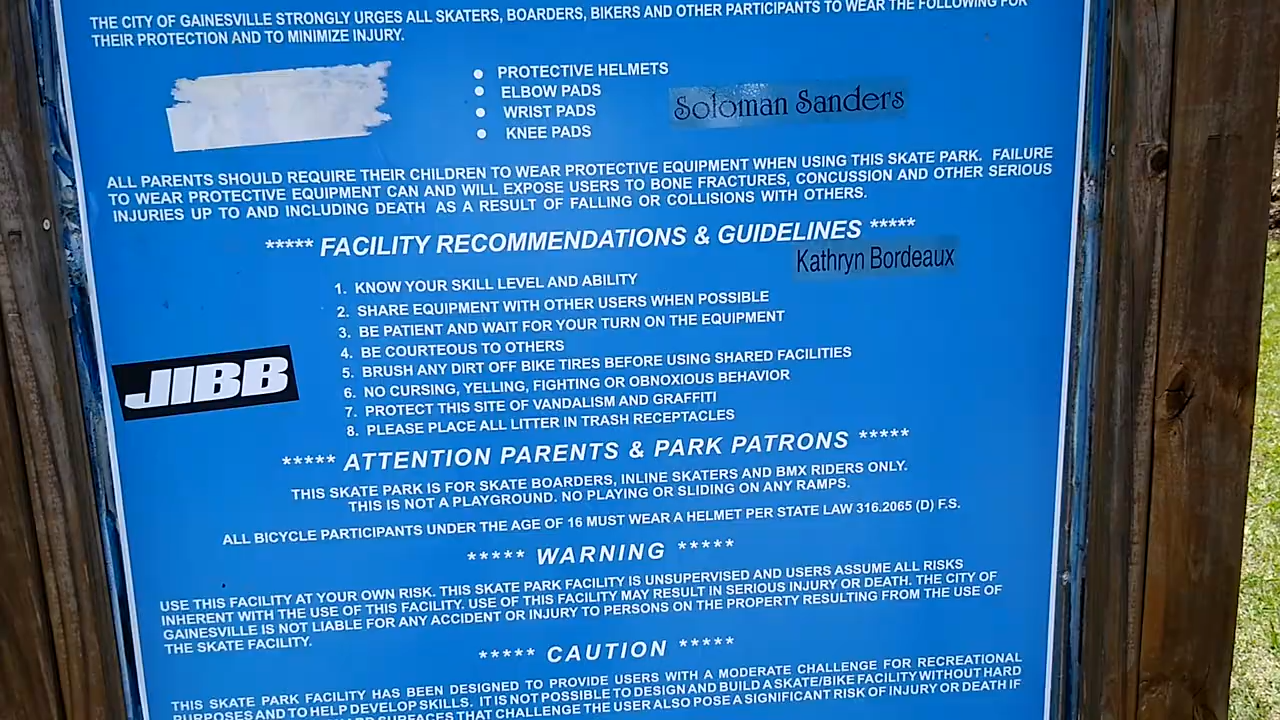 THE CITY OF GAINESVILLE STRONGLY URGES ALL SKATERS, BOARDERS, BIKERS AND OTHER PARTICIPANTS TO WEAR THE FOLLOWING FOR
THEIR PROTECTION AND TO MINIMIZE INJURY.
● PROTECTIVE HELMETS
● ELBOW PADS
● WRIST PADS
● KNEE PADS
Soloman Sanders
ALL PARENTS SHOULD REQUIRE THEIR CHILDREN TO WEAR PROTECTIVE EQUIPMENT WHEN USING THIS SKATE PARK. FAILURE
TO WEAR PROTECTIVE EQUIPMENT CAN AND WILL EXPOSE USERS TO BONE FRACTURES, CONCUSSION AND OTHER SERIOUS
INJURIES UP TO AND INCLUDING DEATH AS A RESULT OF FALLING OR COLLISIONS WITH OTHERS.
***** FACILITY RECOMMENDATIONS & GUIDELINES *****
Kathryn Bordeaux
1. KNOW YOUR SKILL LEVEL AND ABILITY
2. SHARE EQUIPMENT WITH OTHER USERS WHEN POSSIBLE
3. BE PATIENT AND WAIT FOR YOUR TURN ON THE EQUIPMENT
4. BE COURTEOUS TO OTHERS
5. BRUSH ANY DIRT OFF BIKE TIRES BEFORE USING SHARED FACILITIES
6. NO CURSING, YELLING, FIGHTING OR OBNOXIOUS BEHAVIOR
7. PROTECT THIS SITE OF VANDALISM AND GRAFFITI
8. PLEASE PLACE ALL LITTER IN TRASH RECEPTACLES
JIBB
***** ATTENTION PARENTS & PARK PATRONS *****
THIS SKATE PARK IS FOR SKATE BOARDERS, INLINE SKATERS AND BMX RIDERS ONLY.
THIS IS NOT A PLAYGROUND. NO PLAYING OR SLIDING ON ANY RAMPS.
ALL BICYCLE PARTICIPANTS UNDER THE AGE OF 16 MUST WEAR A HELMET PER STATE LAW 316.2065 (D) F.S.
***** WARNING *****
USE THIS FACILITY AT YOUR OWN RISK. THIS SKATE PARK FACILITY IS UNSUPERVISED AND USERS ASSUME ALL RISKS
INHERENT WITH THE USE OF THIS FACILITY. USE OF THIS FACILITY MAY RESULT IN SERIOUS INJURY OR DEATH. THE CITY OF
GAINESVILLE IS NOT LIABLE FOR ANY ACCIDENT OR INJURY TO PERSONS ON THE PROPERTY RESULTING FROM THE USE OF
THE SKATE FACILITY.
***** CAUTION *****
THIS SKATE PARK FACILITY HAS BEEN DESIGNED TO PROVIDE USERS WITH A MODERATE CHALLENGE FOR RECREATIONAL
PURPOSES AND TO HELP DEVELOP SKILLS. IT IS NOT POSSIBLE TO DESIGN AND BUILD A SKATE/BIKE FACILITY WITHOUT HARD
SURFACES THAT CHALLENGE THE USER ALSO POSE A SIGNIFICANT RISK OF INJURY OR DEATH IF